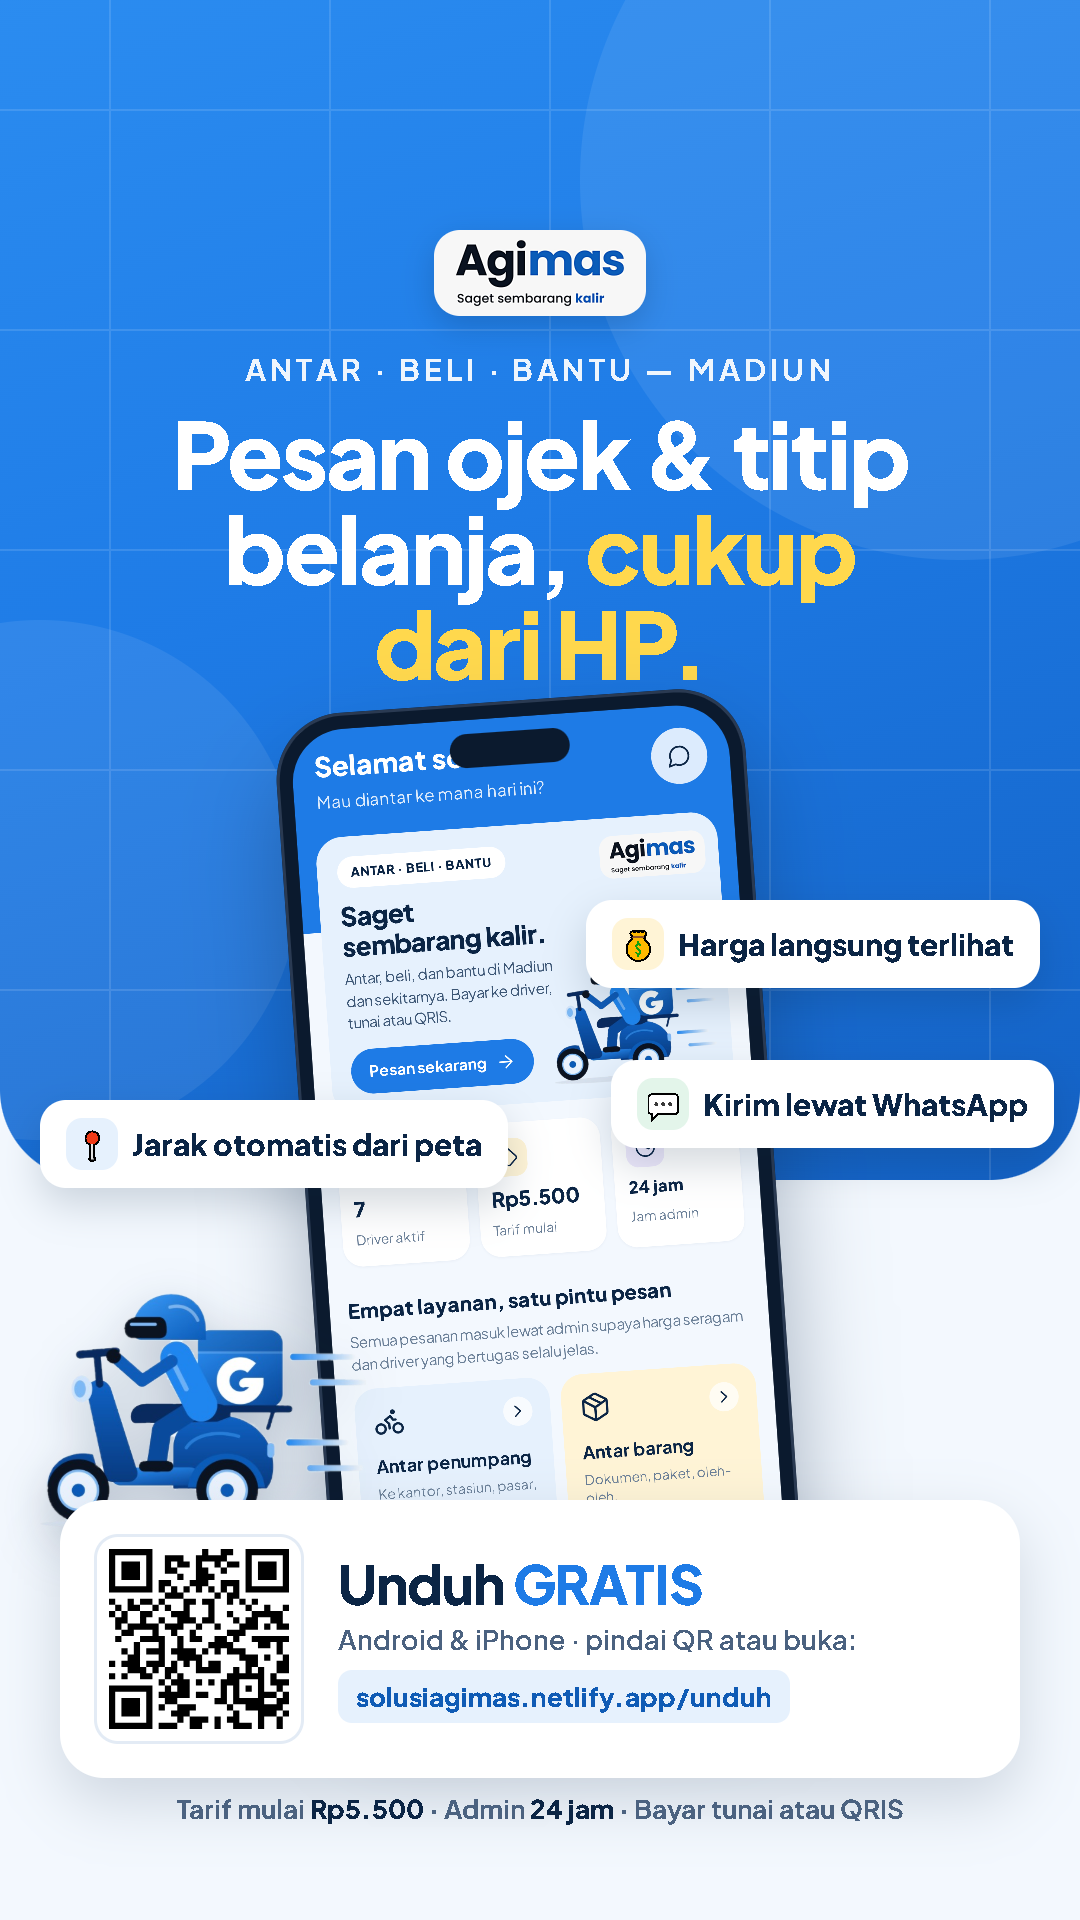 Agimas
Saget sembarang kalir
ANTAR · BELI · BANTU — MADIUN
Pesan ojek & titip
belanja, cukup
dari HP.
Selamat
Mau diantar ke mana hari ini?
ANTAR · BELI · BANTU
Agimas
Saget sembarang kalir
Saget
sembarang kalir.
Antar, beli, dan bantu di Madiun
dan sekitarnya. Bayar ke driver,
tunai atau QRIS.
Pesan sekarang
G
Harga langsung terlihat
Kirim lewat WhatsApp
Jarak otomatis dari peta
7
Driver aktif
Rp5.500
Tarif mulai
24 jam
Jam admin
Empat layanan, satu pintu pesan
Semua pesanan masuk lewat admin supaya harga seragam
dan driver yang bertugas selalu jelas.
Antar penumpang
Ke kantor, stasiun, pasar,
Antar barang
Dokumen, paket, oleh-
oleh.
G
Unduh GRATIS
Android & iPhone · pindai QR atau buka:
solusiagimas.netlify.app/unduh
Tarif mulai Rp5.500 · Admin 24 jam · Bayar tunai atau QRIS